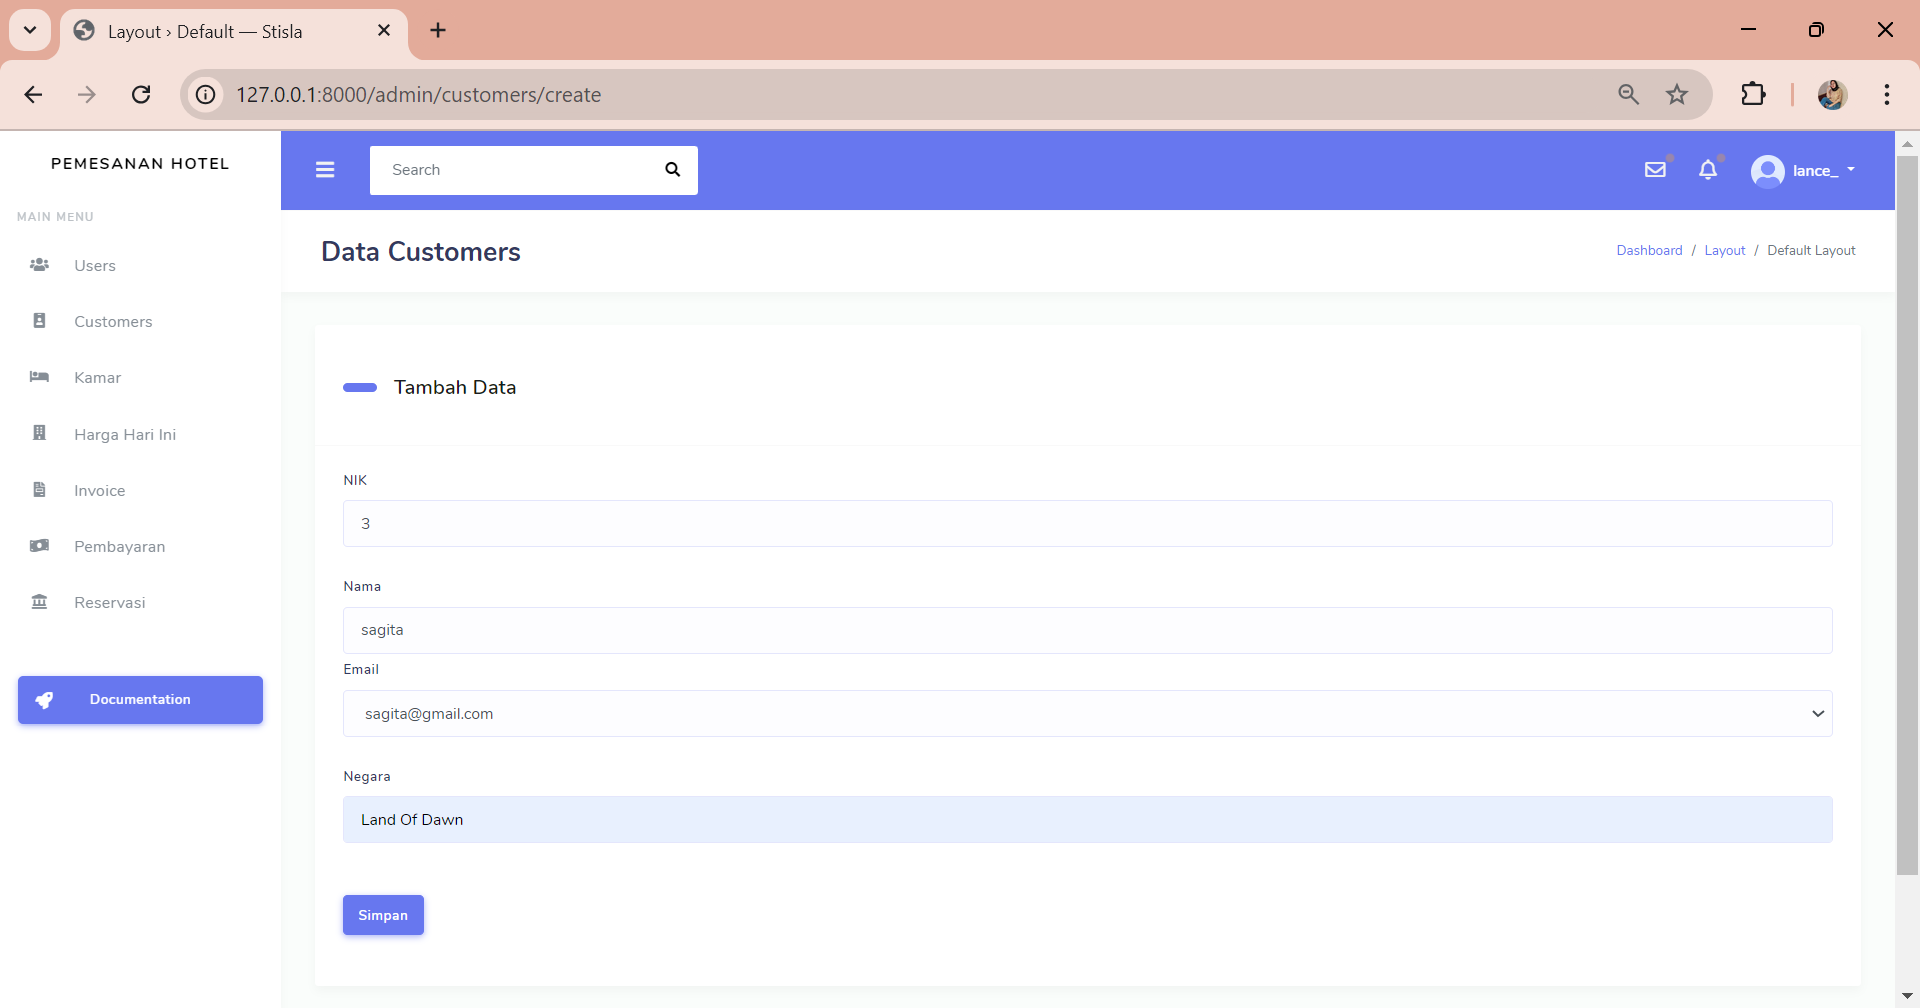 Layout › Default — Stisla
127.0.0.1:8000/admin/customers/create
PEMESANAN HOTEL
Search
lance_
MAIN MENU
Users
Customers
Kamar
Harga Hari Ini
Invoice
Pembayaran
Reservasi
Documentation
Data Customers
Dashboard / Layout / Default Layout
Tambah Data
NIK
3
Nama
sagita
Email
sagita@gmail.com
Negara
Land Of Dawn
Simpan